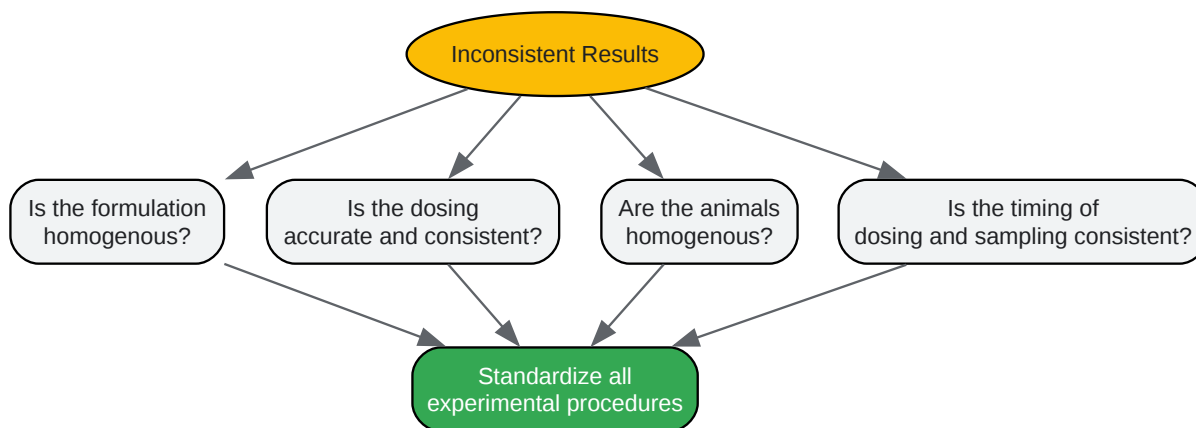 Inconsistent Results
Is the formulation
homogenous?
Is the dosing
accurate and consistent?
Are the animals
homogenous?
Is the timing of
dosing and sampling consistent?
Standardize all
experimental procedures